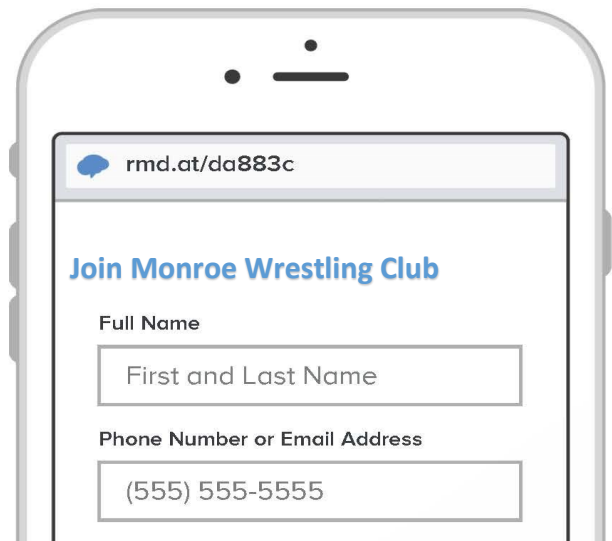 rmd.at/da883c
Join Monroe Wrestling Club
Full Name
First and Last Name
Phone Number or Email Address
(555) 555-5555